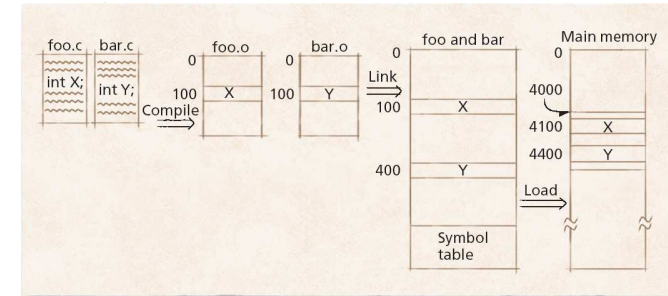 foo.c bar.c
int X;
int Y;
Compile
foo.o
0
100 X
bar.o
0
100 Y
Link
foo and bar
0
100 X
400 Y
Symbol
table
Load
Main memory
0
4000
4100 X
4400 Y